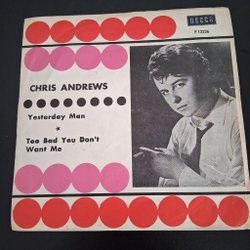 DECCA
F 12236
CHRIS ANDREWS
Yesterday Man
Too Bad You Don't
Want Me